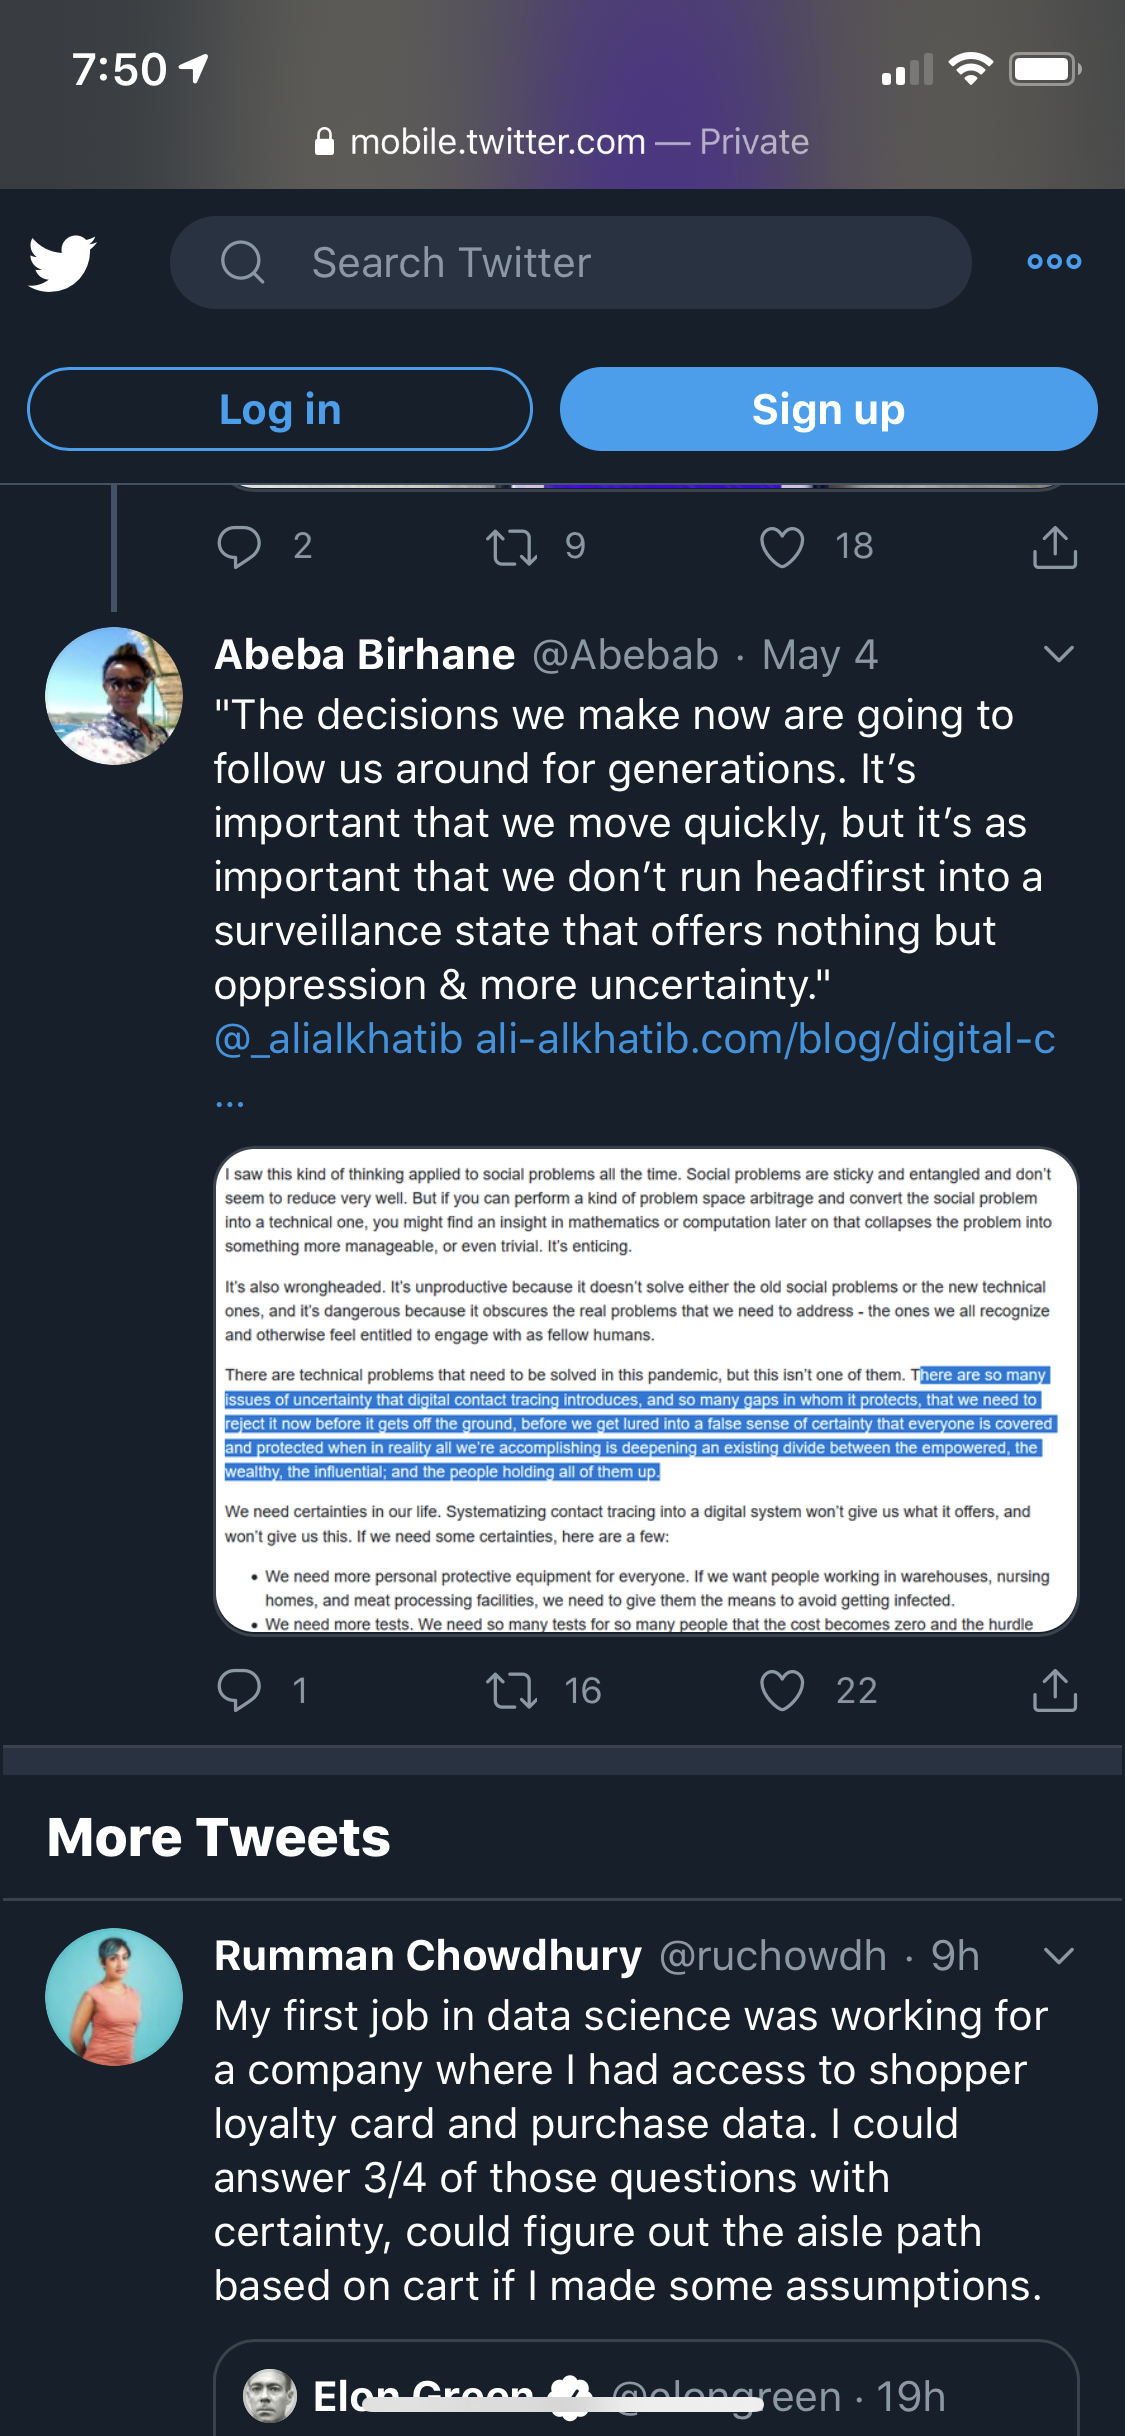 7:50
mobile.twitter.com — Private
Search Twitter
Log in
Sign up
2
9
18
Abeba Birhane @Abebab · May 4
"The decisions we make now are going to
follow us around for generations. It’s
important that we move quickly, but it’s as
important that we don’t run headfirst into a
surveillance state that offers nothing but
oppression & more uncertainty."
@_alialkhatib ali-alkhatib.com/blog/digital-c
...
I saw this kind of thinking applied to social problems all the time. Social problems are sticky and entangled and don’t
seem to reduce very well. But if you can perform a kind of problem space arbitrage and convert the social problem
into a technical one, you might find an insight in mathematics or computation later on that collapses the problem into
something more manageable, or even trivial. It’s enticing.
It’s also wrongheaded. It’s unproductive because it doesn’t solve either the old social problems or the new technical
ones, and it’s dangerous because it obscures the real problems that we need to address - the ones we all recognize
and otherwise feel entitled to engage with as fellow humans.
There are technical problems that need to be solved in this pandemic, but this isn’t one of them. There are so many
issues of uncertainty that digital contact tracing introduces, and so many gaps in whom it protects, that we need to
reject it now before it gets off the ground, before we get lured into a false sense of certainty that everyone is covered
and protected when in reality all we’re accomplishing is deepening an existing divide between the empowered, the
wealthy, the influential; and the people holding all of them up.
We need certainties in our life. Systematizing contact tracing into a digital system won’t give us what it offers, and
won’t give us this. If we need some certainties, here are a few:
• We need more personal protective equipment for everyone. If we want people working in warehouses, nursing
homes, and meat processing facilities, we need to give them the means to avoid getting infected.
• We need more tests. We need so many tests for so many people that the cost becomes zero and the hurdle
1
16
22
More Tweets
Rumman Chowdhury @ruchowdh · 9h
My first job in data science was working for
a company where I had access to shopper
loyalty card and purchase data. I could
answer 3/4 of those questions with
certainty, could figure out the aisle path
based on cart if I made some assumptions.
Elon Green @elongreen · 19h